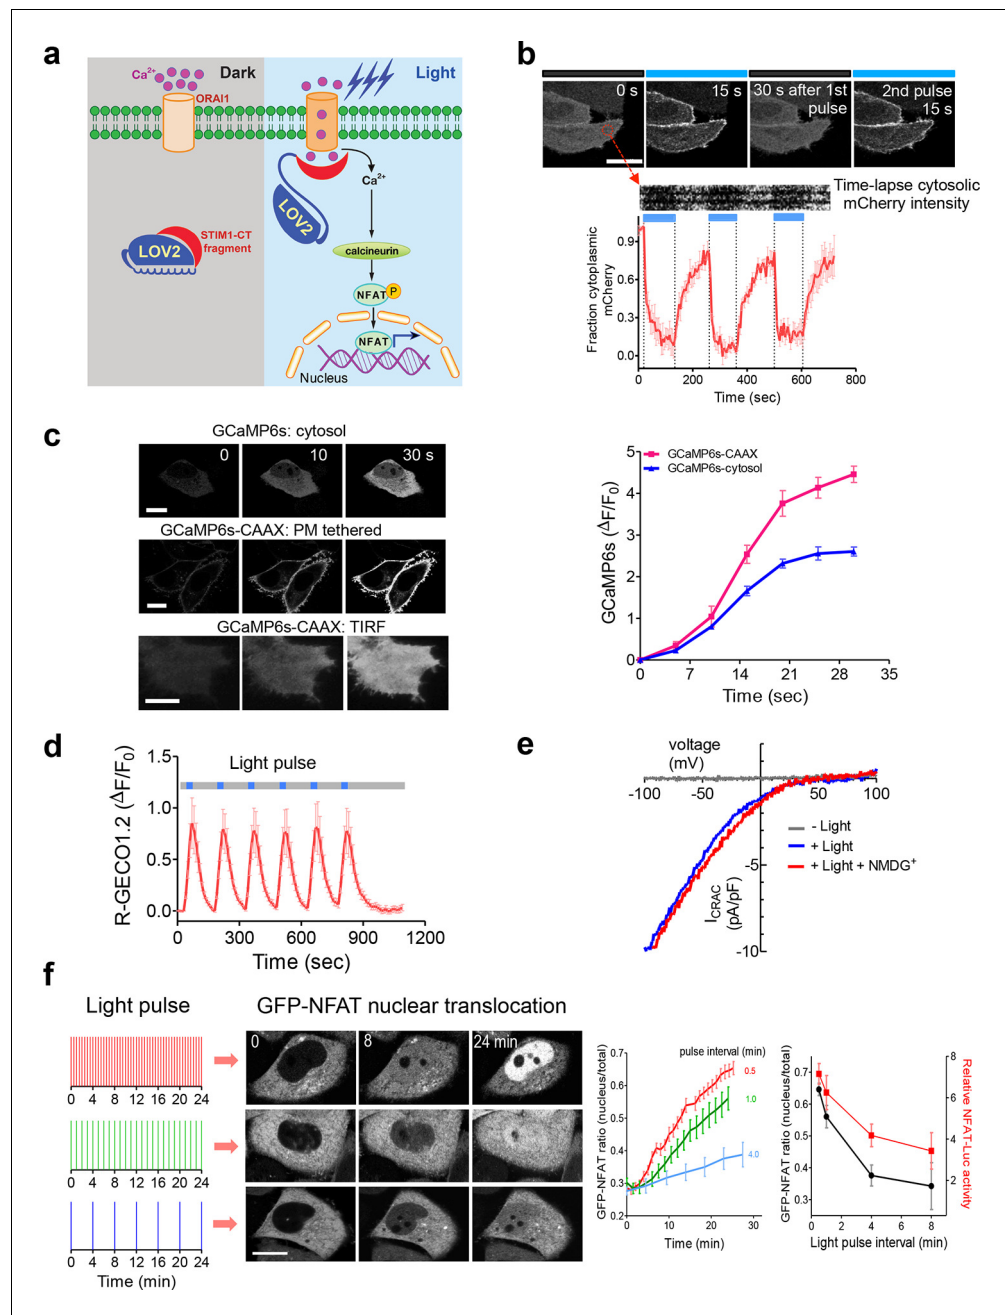 a
Dark
Light
Ca2+
ORAI1
LOV2
STIM1-CT
fragment
LOV2
Ca2+
calcineurin
NFAT
P
NFAT
Nucleus
b
0 s
15 s
30 s after 1st
pulse
2nd pulse
15 s
Time-lapse cytosolic
mCherry intensity
Fraction cytoplasmic
mCherry
0.9
0.6
0.3
0.0
0 200 400 600 800
Time (sec)
c
GCaMP6s: cytosol
0 10 30 s
GCaMP6s-CAAX: PM tethered
GCaMP6s-CAAX: TIRF
GCaMP6s (ΔF/F0)
5
4
3
2
1
0
GCaMP6s-CAAX
GCaMP6s-cytosol
0 7 14 21 28 35
Time (sec)
d
R-GECO1.2 (ΔF/F0)
1.5
1.0
0.5
0.0
Light pulse
0 300 600 900 1200
Time (sec)
e
voltage
(mV)
-100 -50 50 100
-5
-10
ICRAC
(pA/pF)
- Light
+ Light
+ Light + NMDG+
f
Light pulse
0 4 8 12 16 20 24
0 4 8 12 16 20 24
0 4 8 12 16 20 24
Time (min)
GFP-NFAT nuclear translocation
0 8 24 min
GFP-NFAT ratio (nucleus/total)
0.7
0.6
0.5
0.4
0.3
0.2
pulse interval (min)
0.5
1.0
4.0
0 10 20 30
Time (min)
GFP-NFAT ratio (nucleus/total)
0.7
0.6
0.5
0.4
0.3
8
6
4
2
Relative NFAT-Luc activity
0 2 4 6 8
Light pulse interval (min)